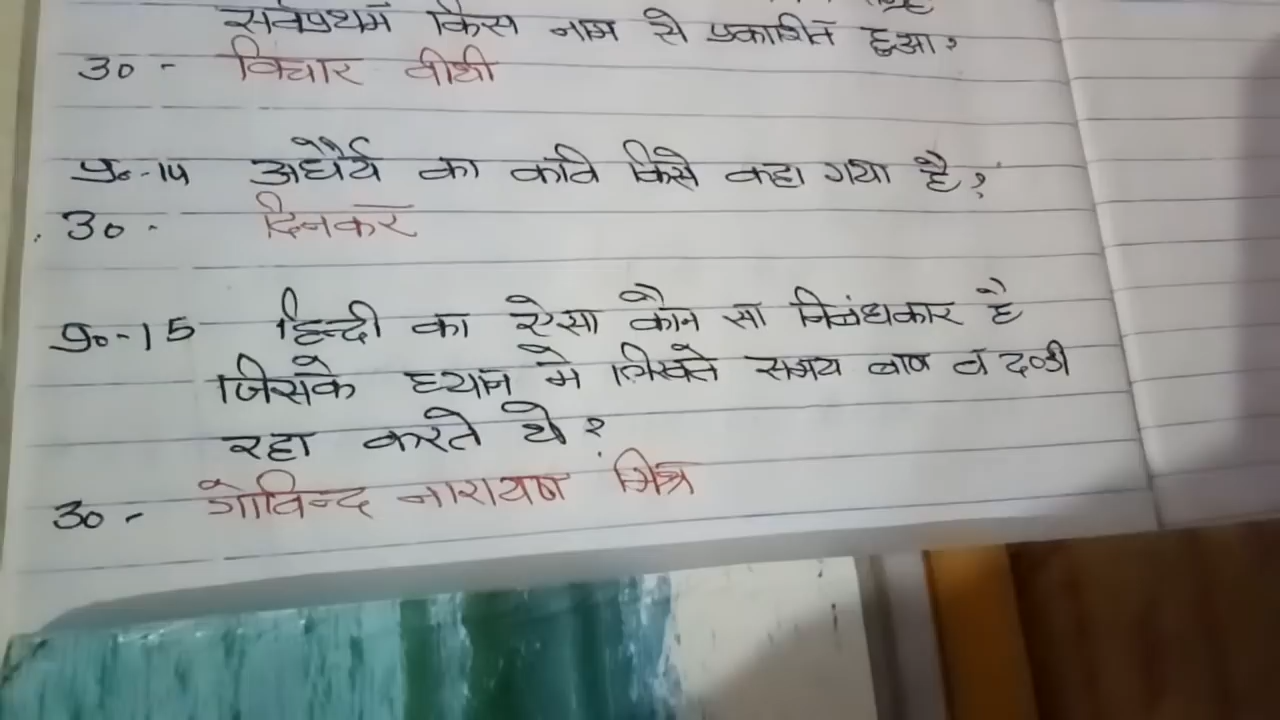 सर्वप्रथम किस नाम से प्रकाशित हुआ?
उ० - विचार वीथी
प्र०-14 अधैर्य का कवि किसे कहा गया है?
उ० - दिनकर
प्र०-15 हिन्दी का ऐसा कौन सा निबंधकार है
जिसके ध्यान मे लिखते समय बाण व दण्डी
रहा करते थे?
उ० - गोविन्द नारायण मिश्र